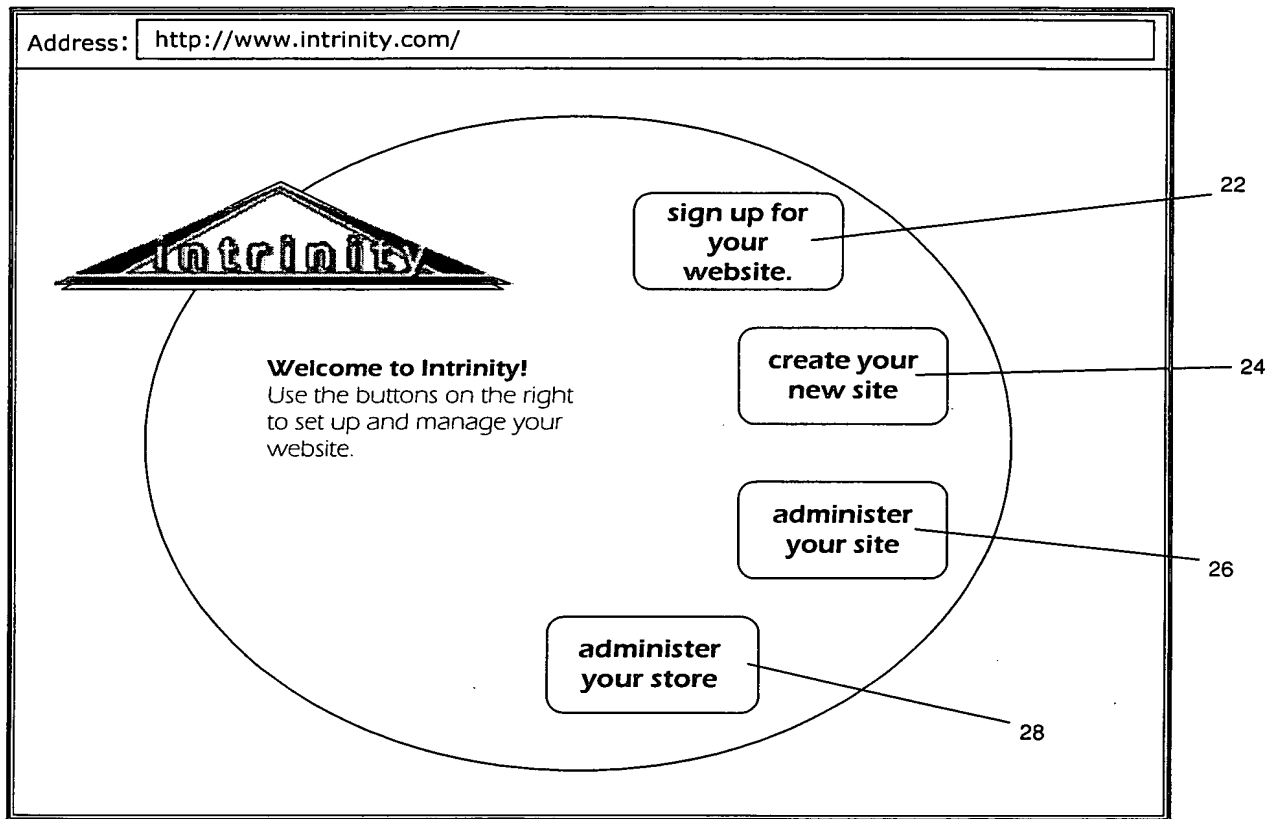 Address: http://www.intrinity.com/
intrinity
Welcome to Intrinity!
Use the buttons on the right
to set up and manage your
website.
sign up for
your
website.
22
create your
new site
24
administer
your site
26
administer
your store
28